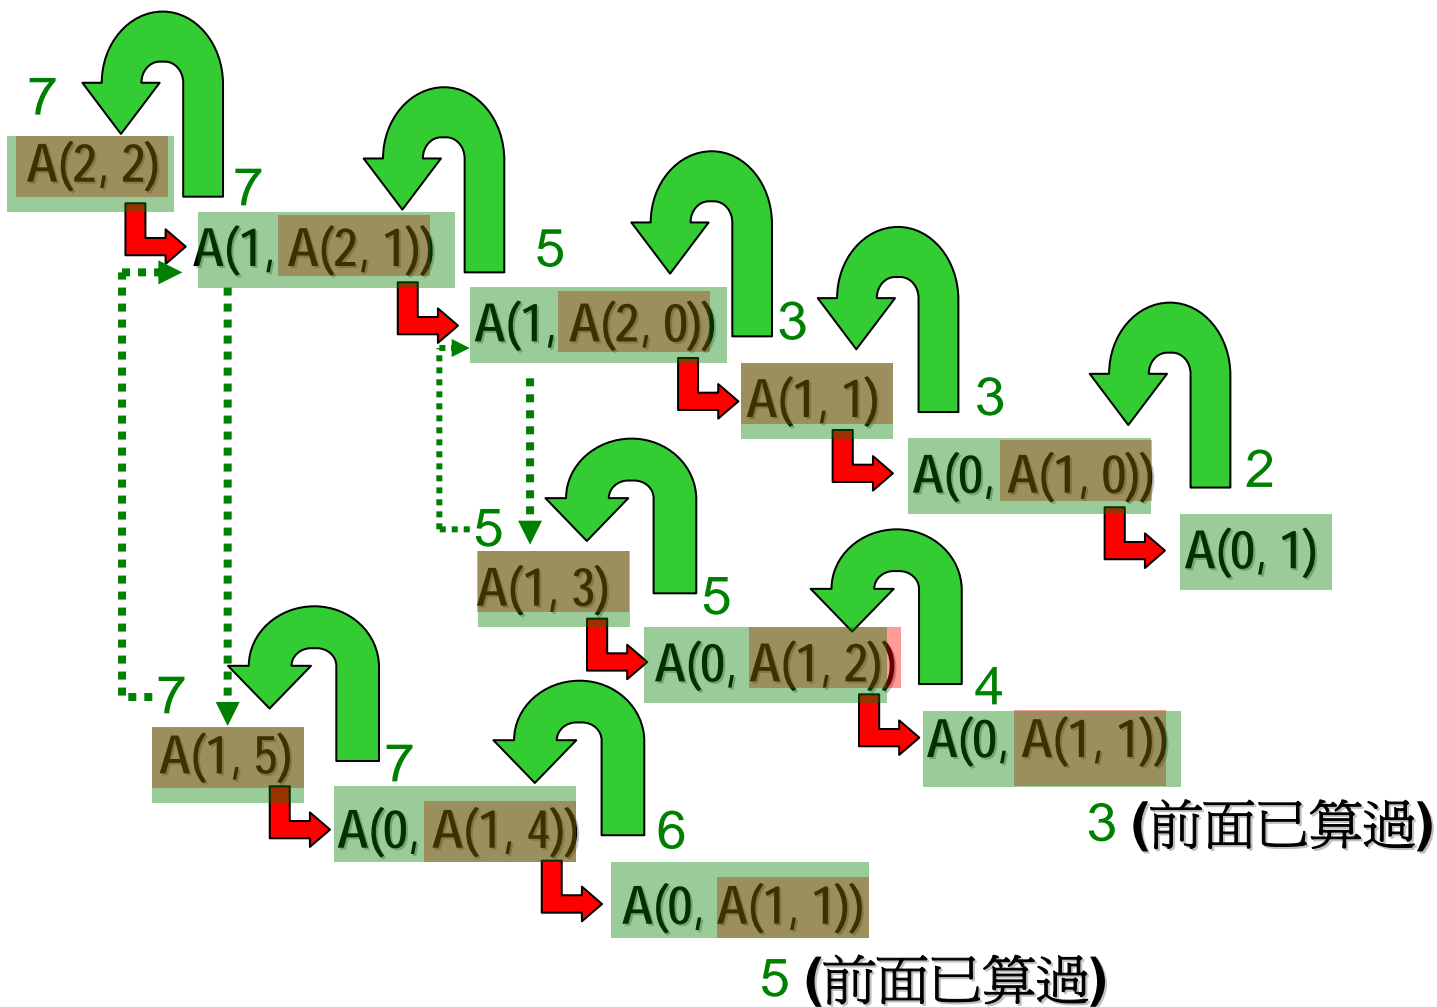 7
A(2, 2)
7
A(1, A(2, 1))
5
A(1, A(2, 0))
3
A(1, 1)
3
A(0, A(1, 0))
2
A(0, 1)
5
A(1, 3)
5
A(0, A(1, 2))
4
A(0, A(1, 1))
3 (前面已算過)
7
A(1, 5)
7
A(0, A(1, 4))
6
A(0, A(1, 1))
5 (前面已算過)